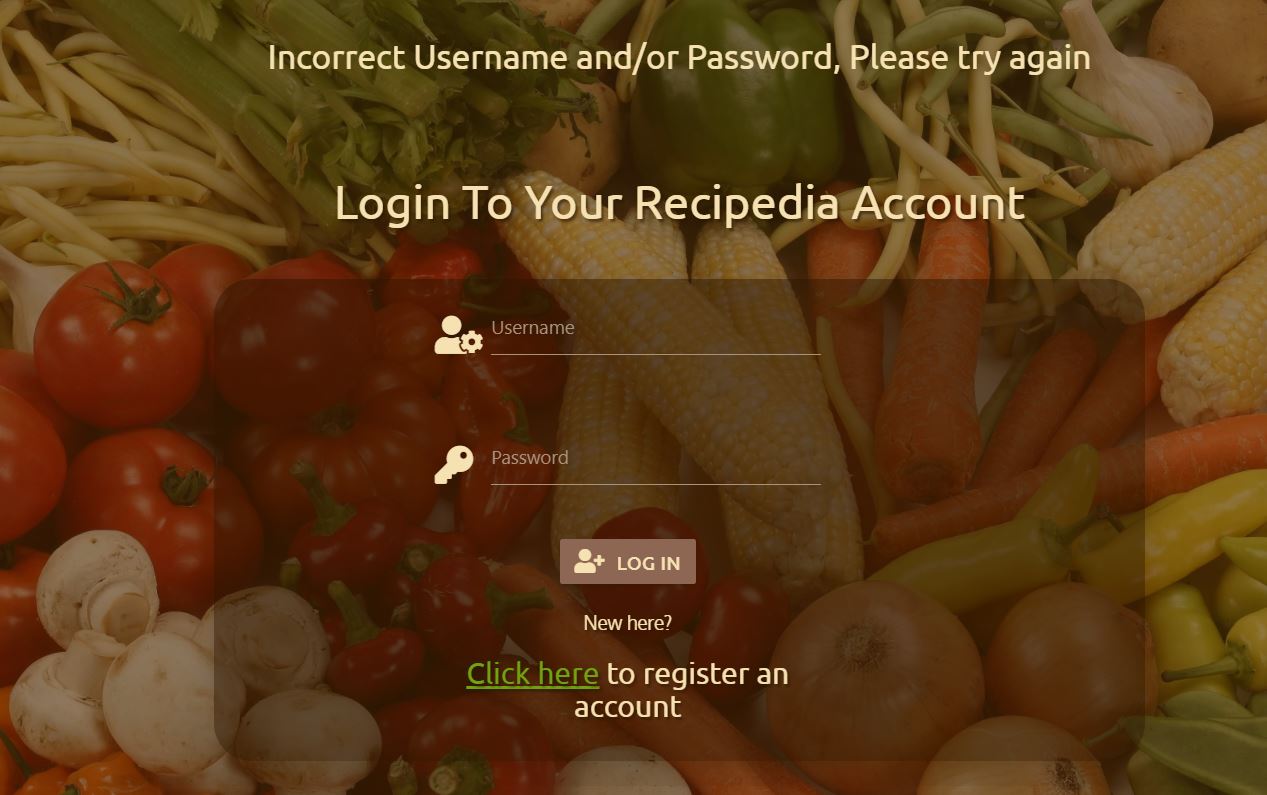 Incorrect Username and/or Password, Please try again
Login To Your Recipedia Account
Username
Password
LOG IN
New here?
Click here to register an
account